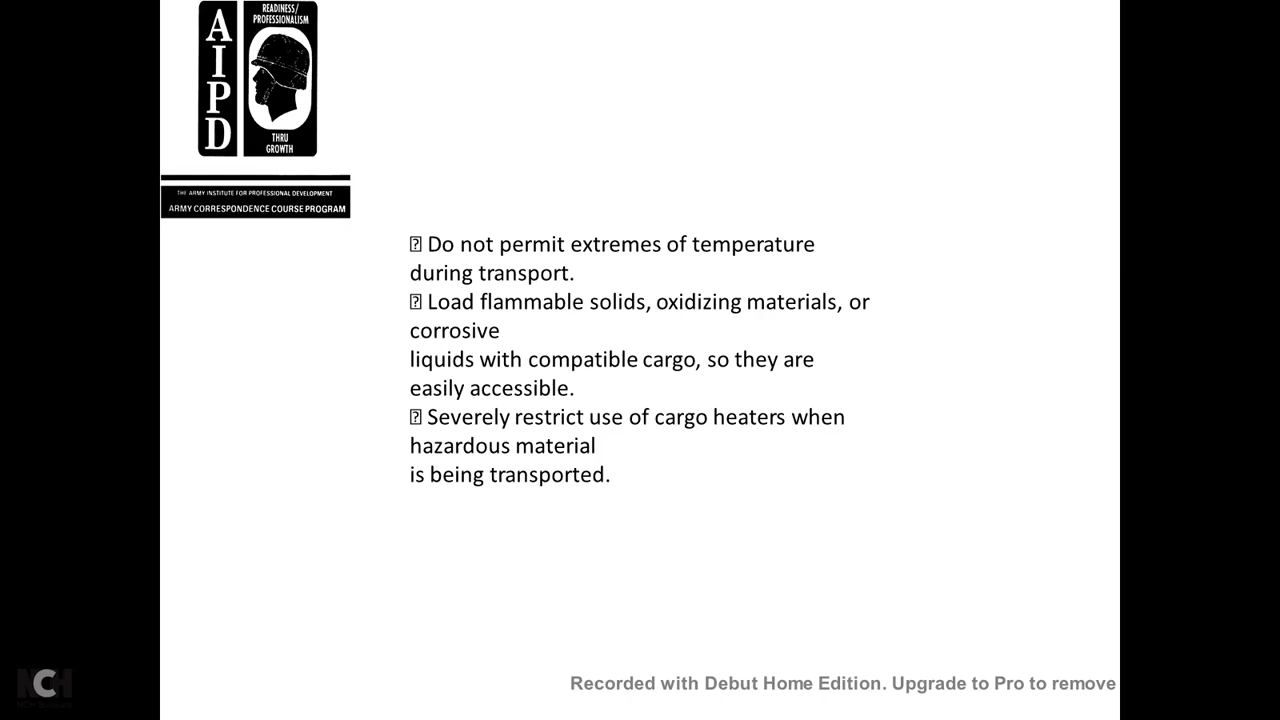 A
I
P
D
READINESS/
PROFESSIONALISM
THRU
GROWTH
THE ARMY INSTITUTE FOR PROFESSIONAL DEVELOPMENT
ARMY CORRESPONDENCE COURSE PROGRAM
⍰ Do not permit extremes of temperature
during transport.
⍰ Load flammable solids, oxidizing materials, or
corrosive
liquids with compatible cargo, so they are
easily accessible.
⍰ Severely restrict use of cargo heaters when
hazardous material
is being transported.
NCH
Recorded with Debut Home Edition. Upgrade to Pro to remove